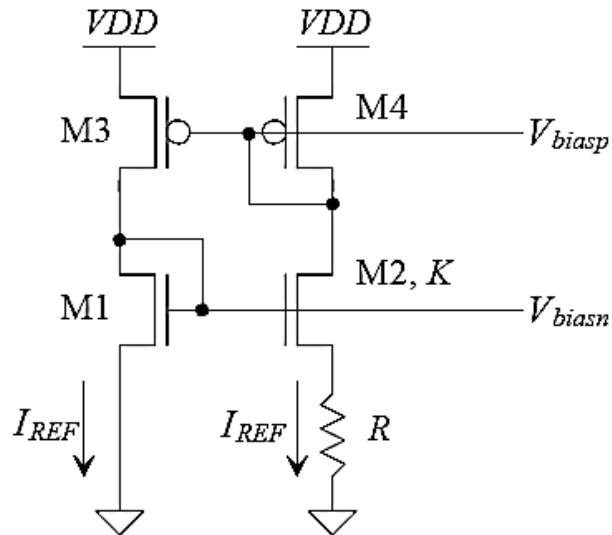 VDD VDD
M3 M4
V_biasp
M2, K
M1
V_biasn
I_REF I_REF R